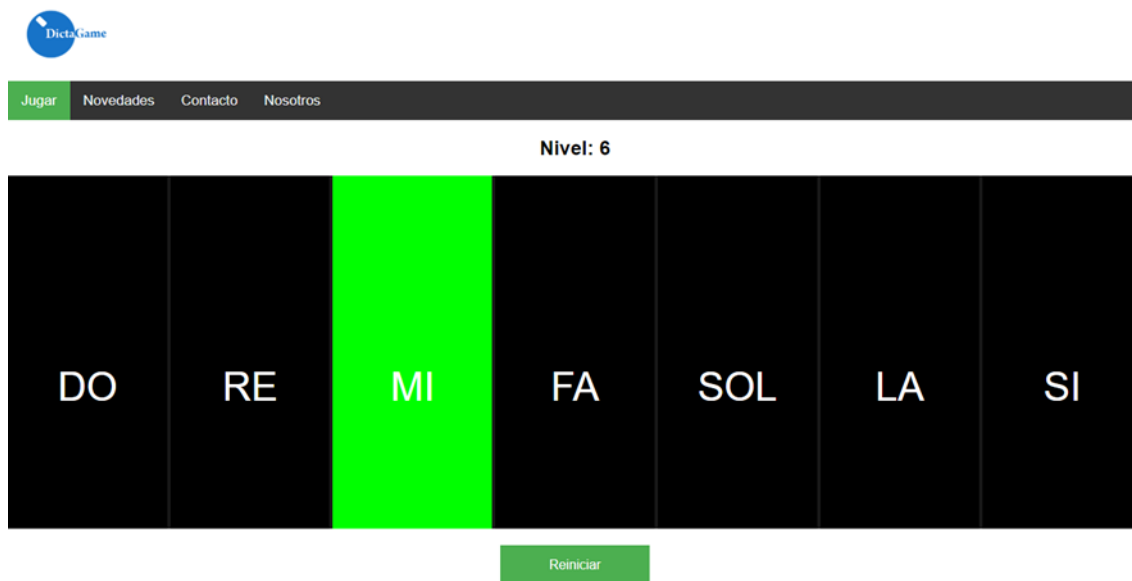 DictaGame
Jugar Novedades Contacto Nosotros
Nivel: 6
DO RE MI FA SOL LA SI
Reiniciar